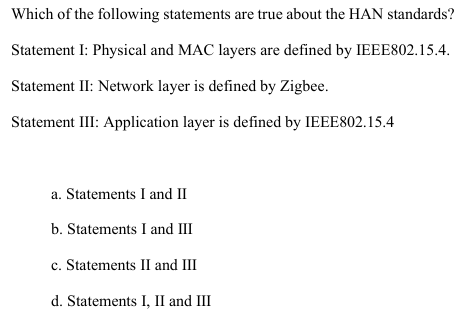 Which of the following statements are true about the HAN standards?
Statement I: Physical and MAC layers are defined by IEEE802.15.4.
Statement II: Network layer is defined by Zigbee.
Statement III: Application layer is defined by IEEE802.15.4
a. Statements I and II
b. Statements I and III
c. Statements II and III
d. Statements I, II and III